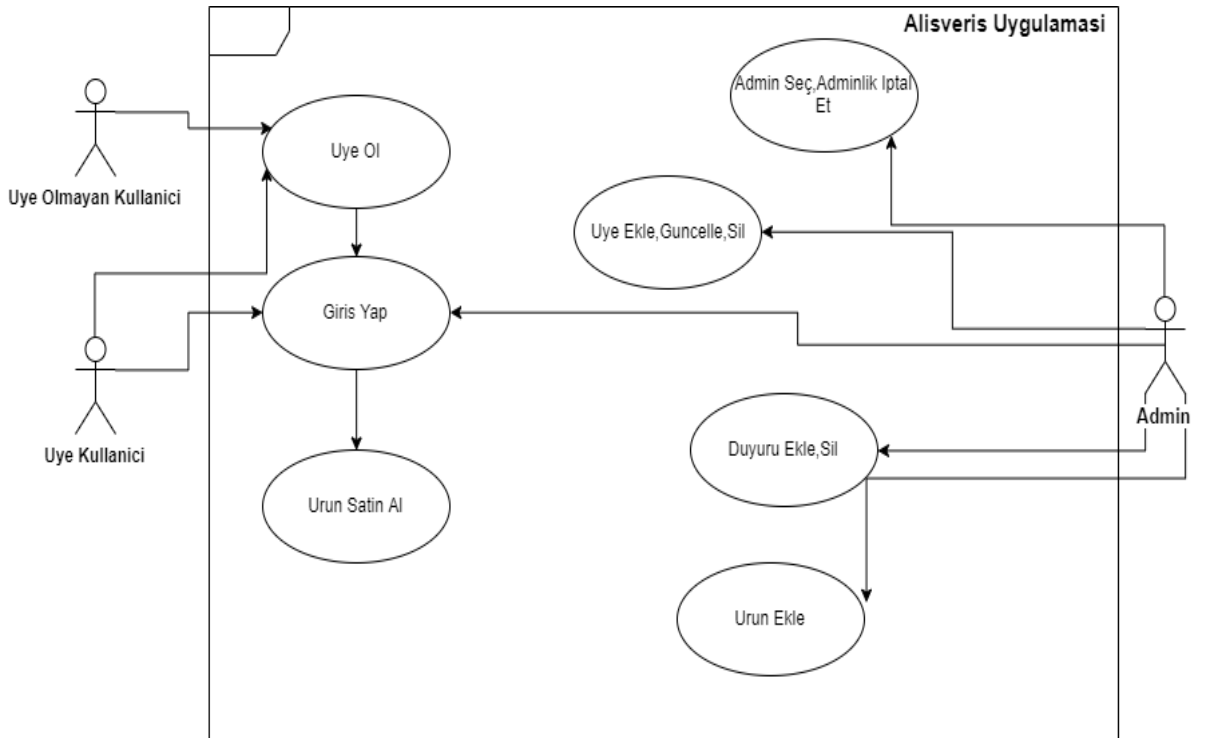 Alisveris Uygulamasi
Admin Seç,Adminlik Iptal
Et
Uye Ol
Uye Olmayan Kullanici
Uye Ekle,Guncelle,Sil
Giris Yap
Admin
Uye Kullanici
Duyuru Ekle,Sil
Urun Satin Al
Urun Ekle